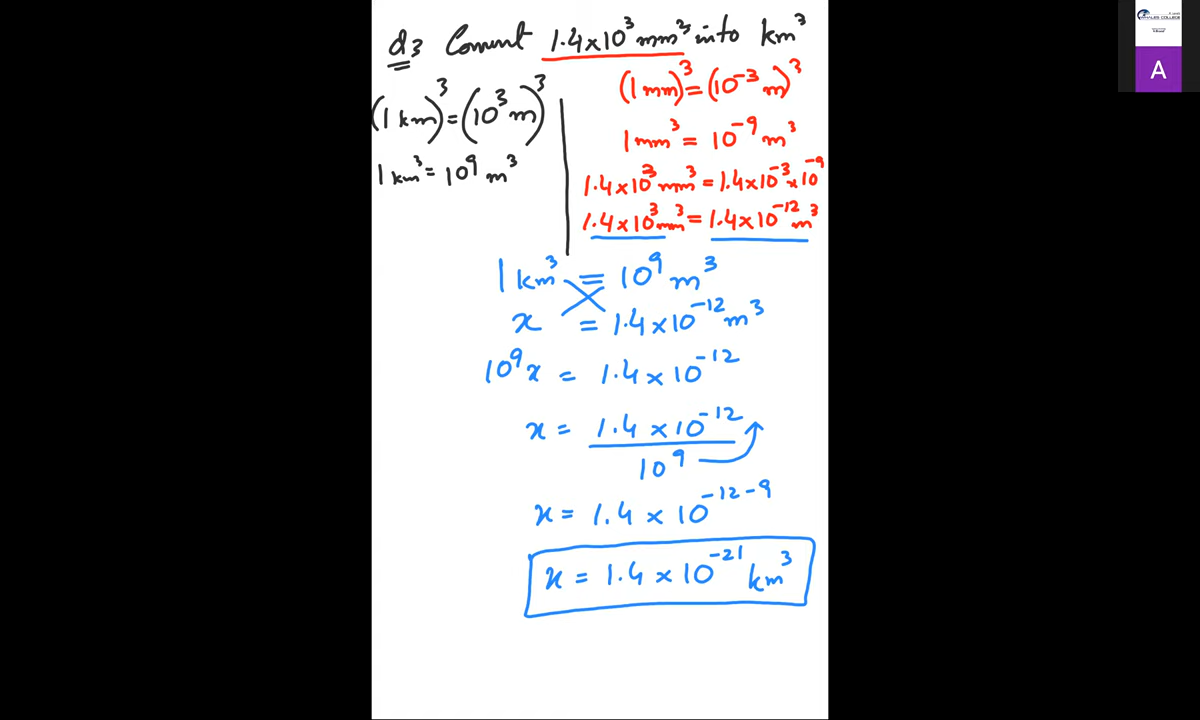 Q3 Convert 1.4×10³ mm³ into km³
(1 km)³ = (10³ m)³
1 km³ = 10⁹ m³
(1 mm)³ = (10⁻³ m)³
1 mm³ = 10⁻⁹ m³
1.4×10³ mm³ = 1.4×10⁻³ × 10⁻⁹
1.4×10³ mm³ = 1.4×10⁻¹² m³
1 km³ = 10⁹ m³
x = 1.4×10⁻¹² m³
10⁹x = 1.4×10⁻¹²
x = 1.4×10⁻¹²
10⁹
x = 1.4×10⁻¹²⁻⁹
x = 1.4×10⁻²¹ km³
A